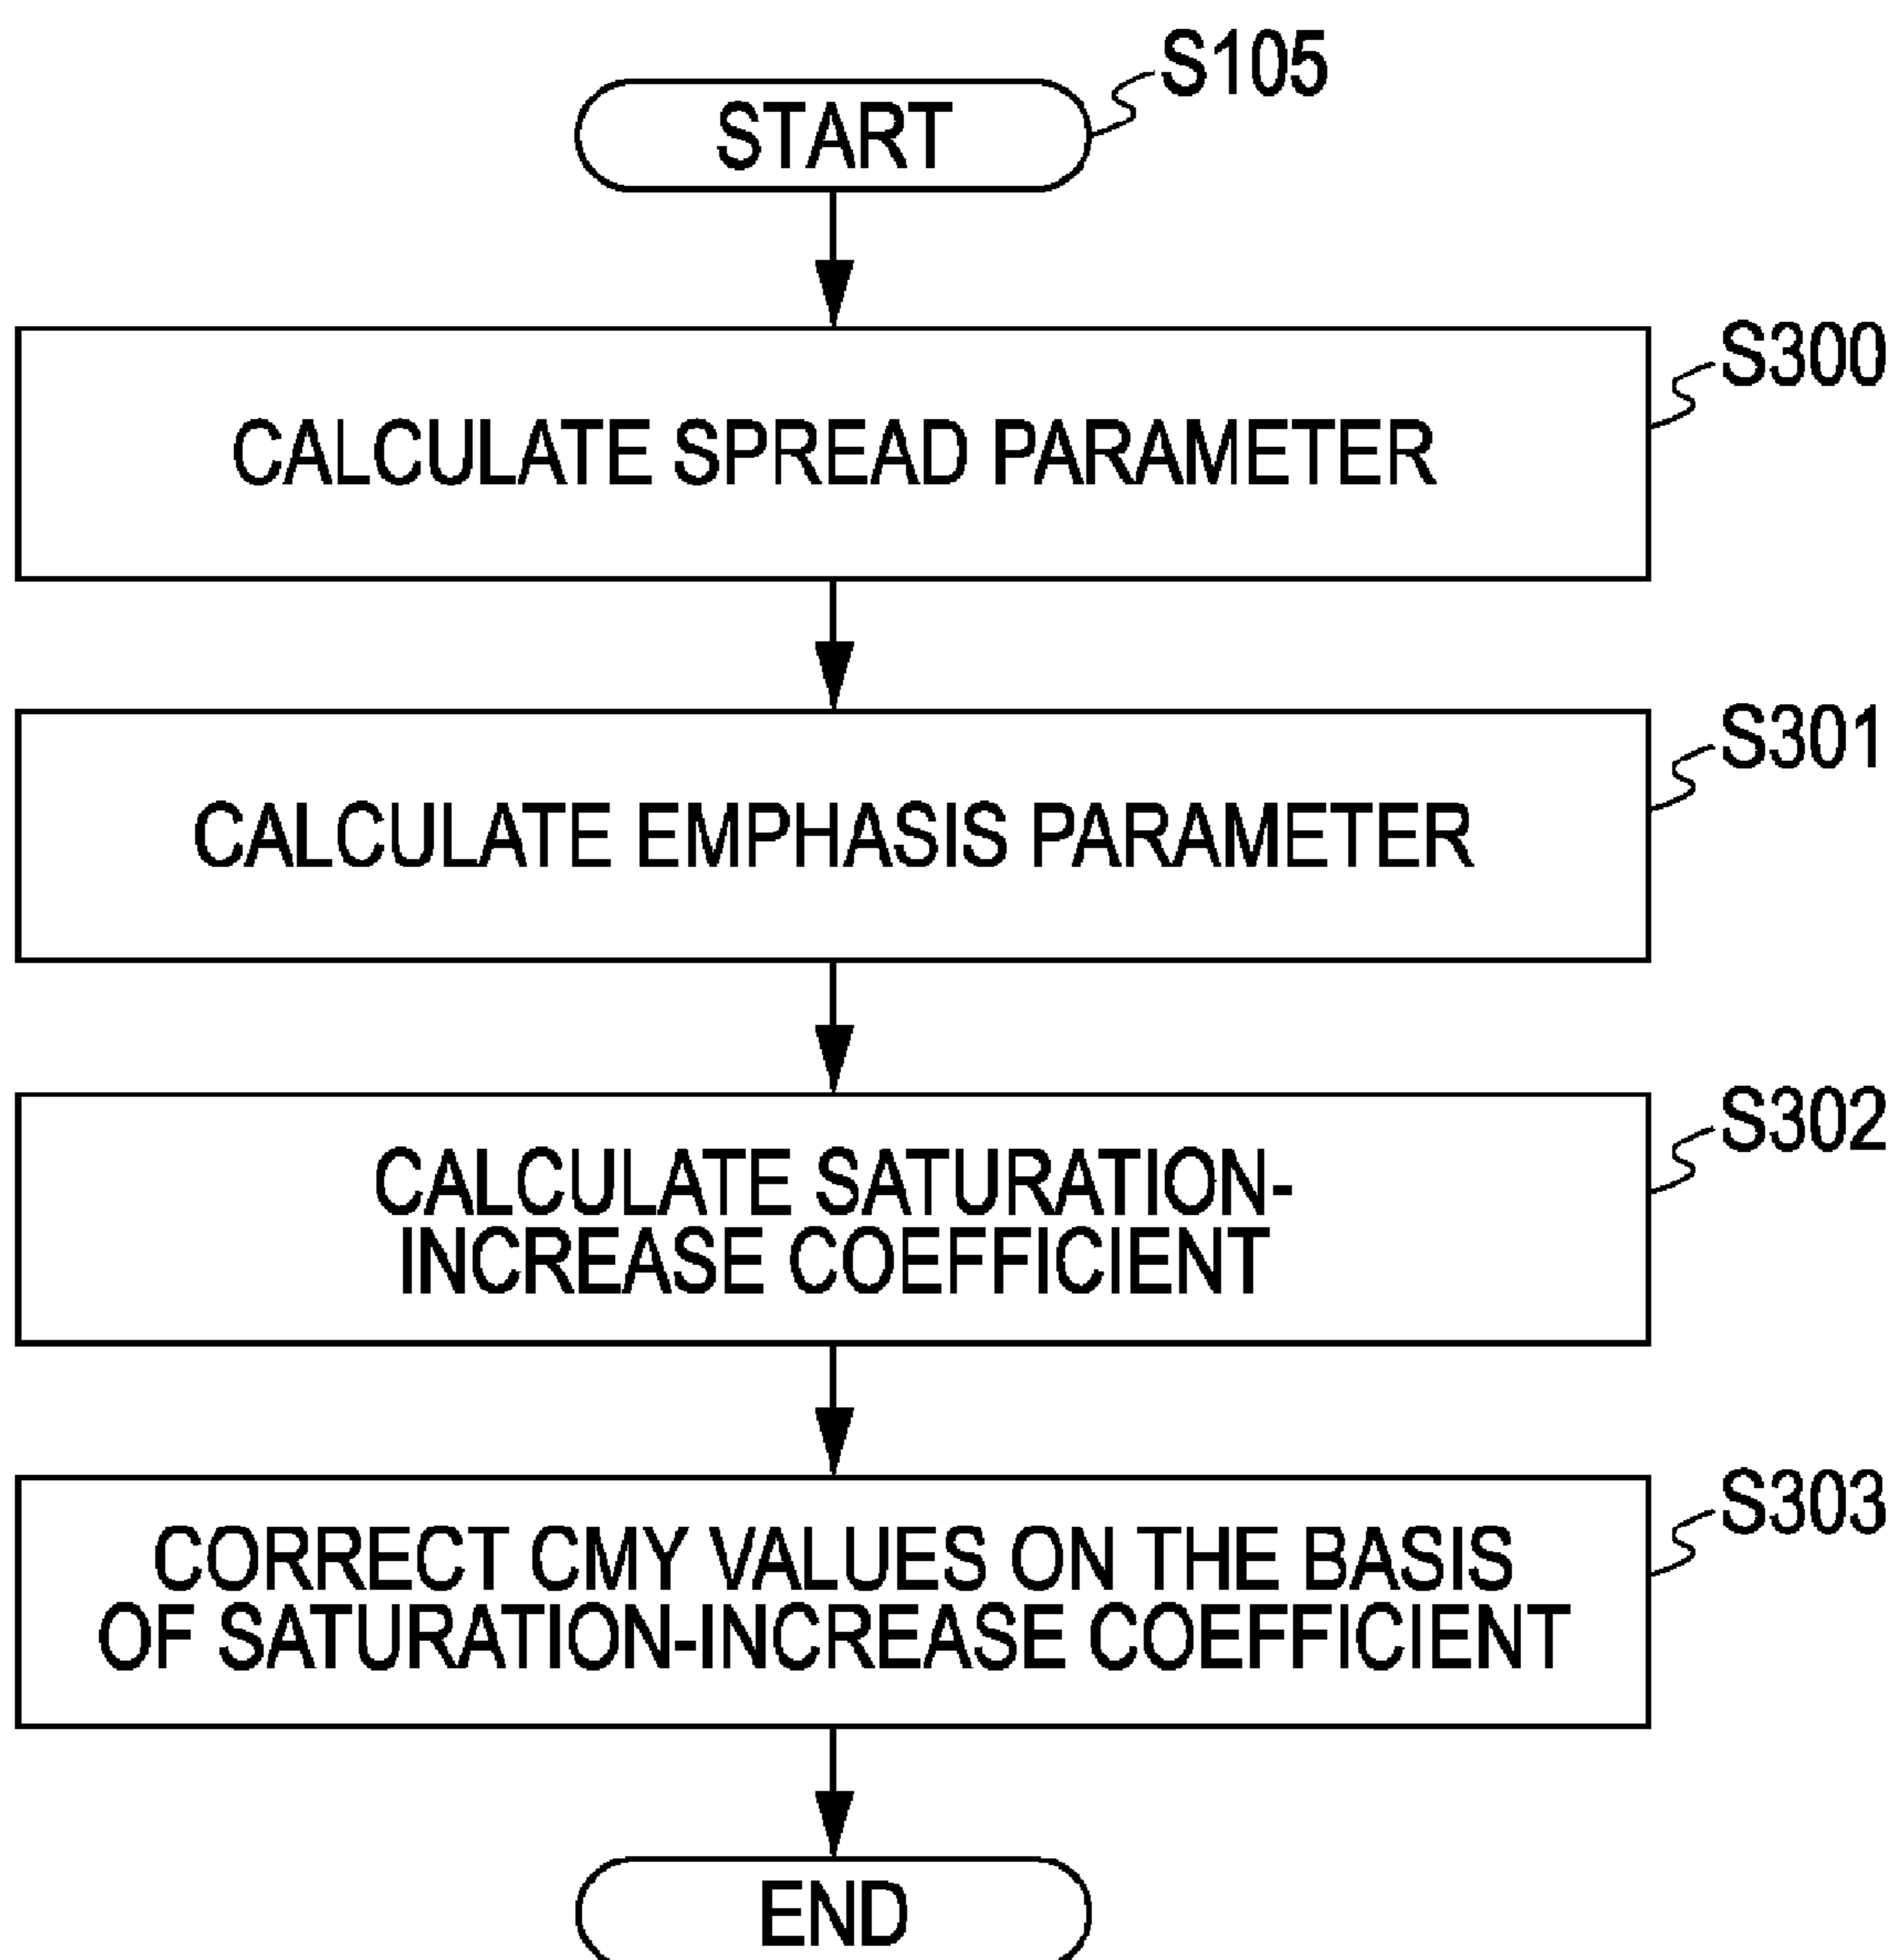 S105
START
S300
CALCULATE SPREAD PARAMETER
S301
CALCULATE EMPHASIS PARAMETER
S302
CALCULATE SATURATION-
INCREASE COEFFICIENT
S303
CORRECT CMY VALUES ON THE BASIS
OF SATURATION-INCREASE COEFFICIENT
END